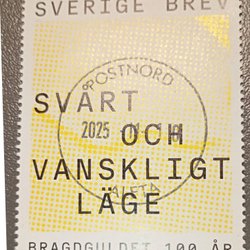 SVERIGE BREV
POSTNORD
SVART
2025
OCH
VANSKLIGT
LÄGE
BRAGDGULDET 100 ÅR